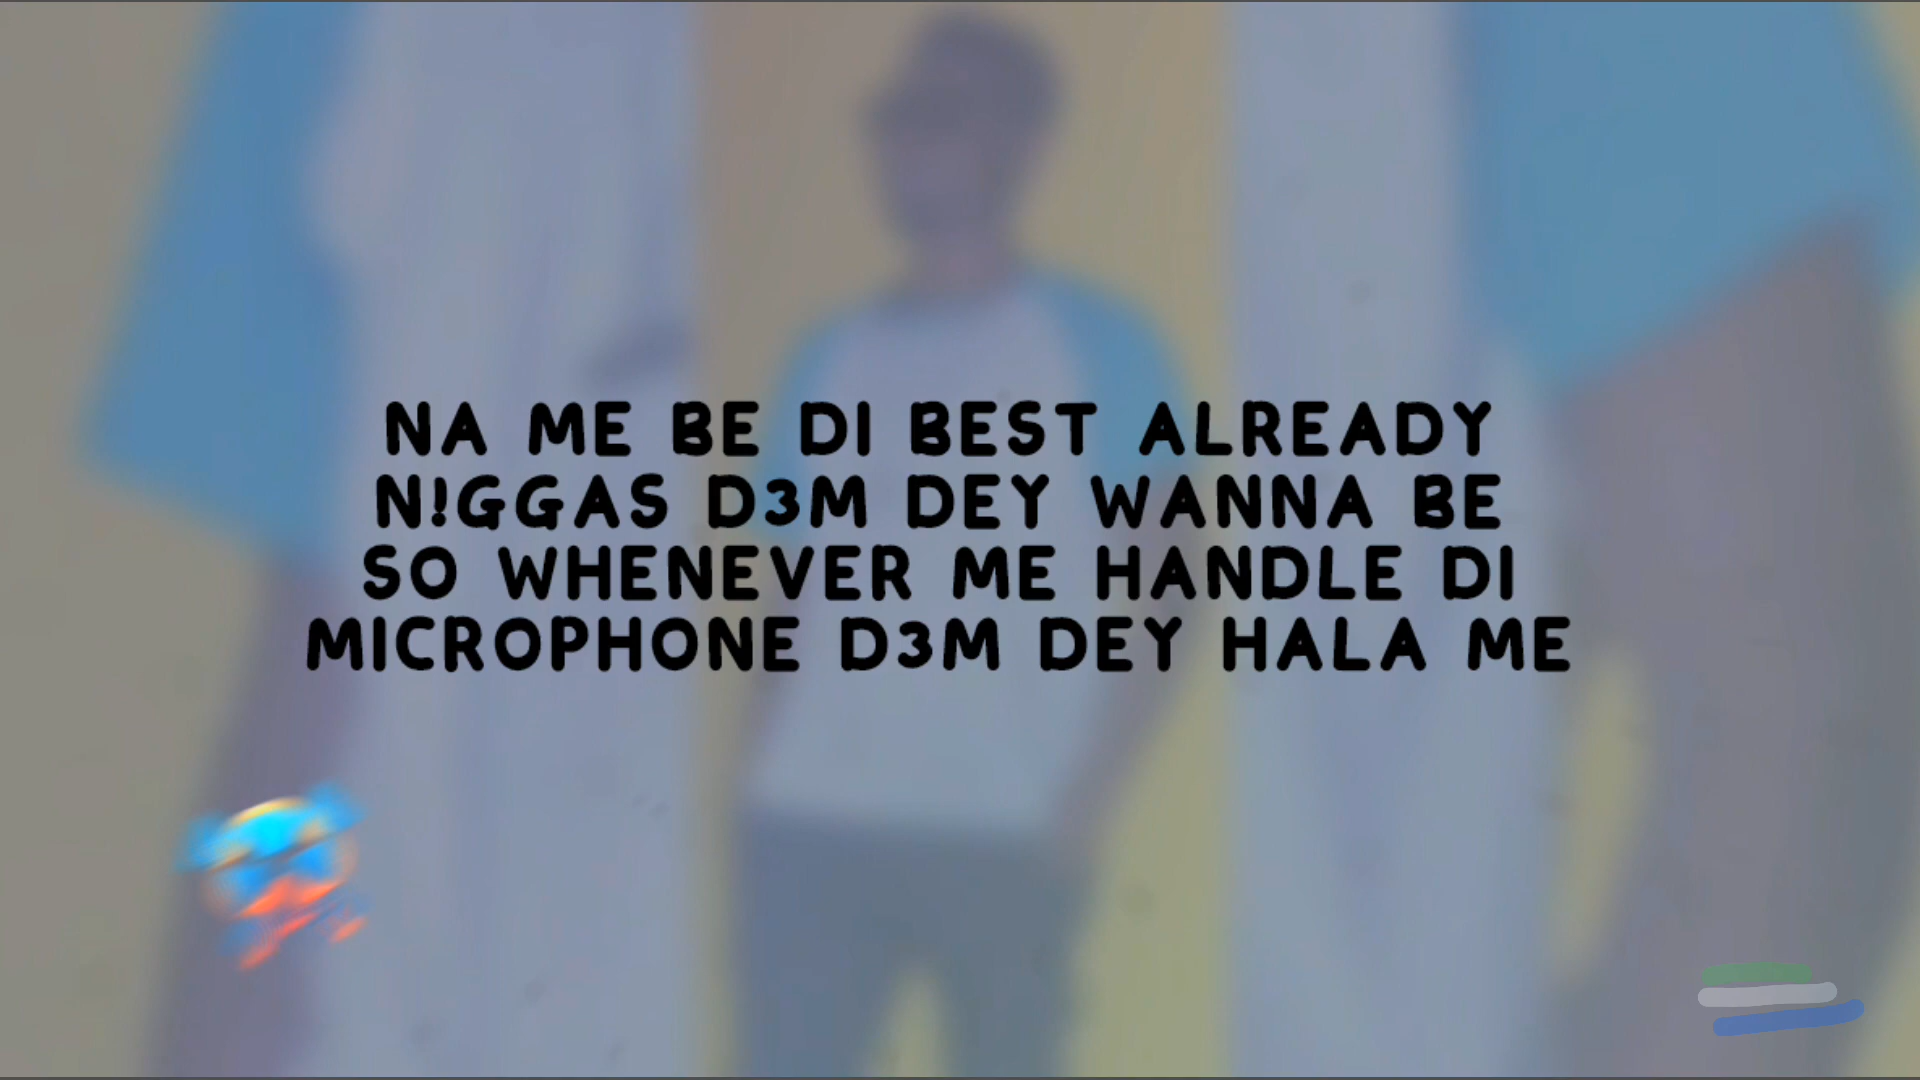 NA ME BE DI BEST ALREADY
N!GGAS D3M DEY WANNA BE
SO WHENEVER ME HANDLE DI
MICROPHONE D3M DEY HALA ME